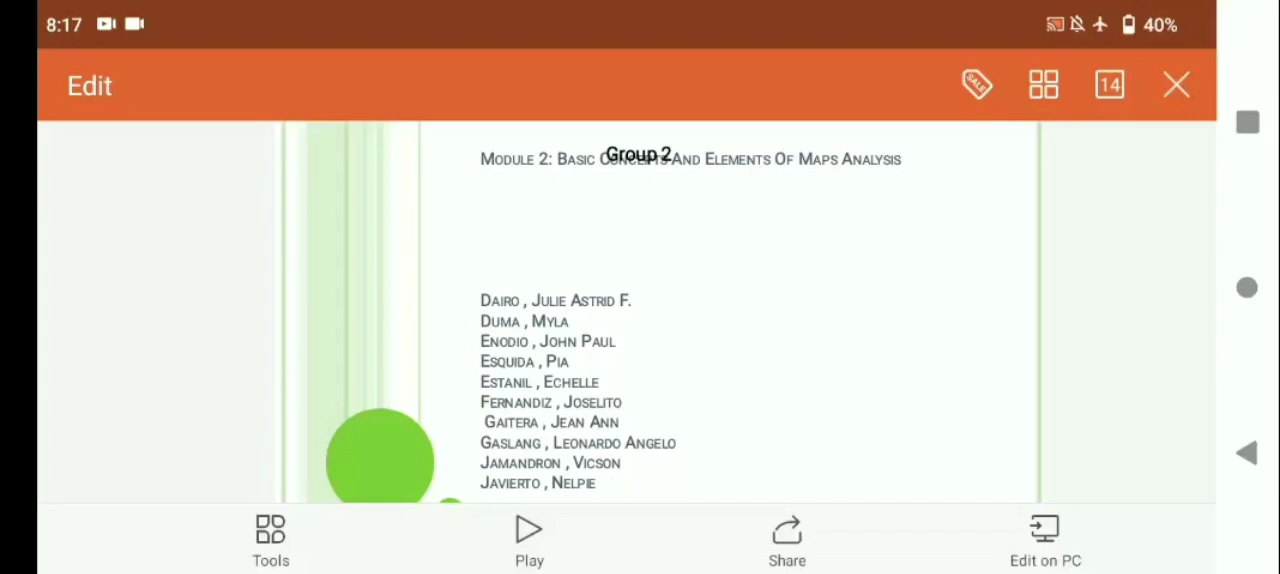 8:17
40%
Edit
SALE
14
Group 2
Module 2: Basic Concepts And Elements Of Maps Analysis
Dairo , Julie Astrid F.
Duma , Myla
Enodio , John Paul
Esquida , Pia
Estanil , Echelle
Fernandiz , Joselito
Gaitera , Jean Ann
Gaslang , Leonardo Angelo
Jamandron , Vicson
Javierto , Nelpie
Tools
Play
Share
Edit on PC